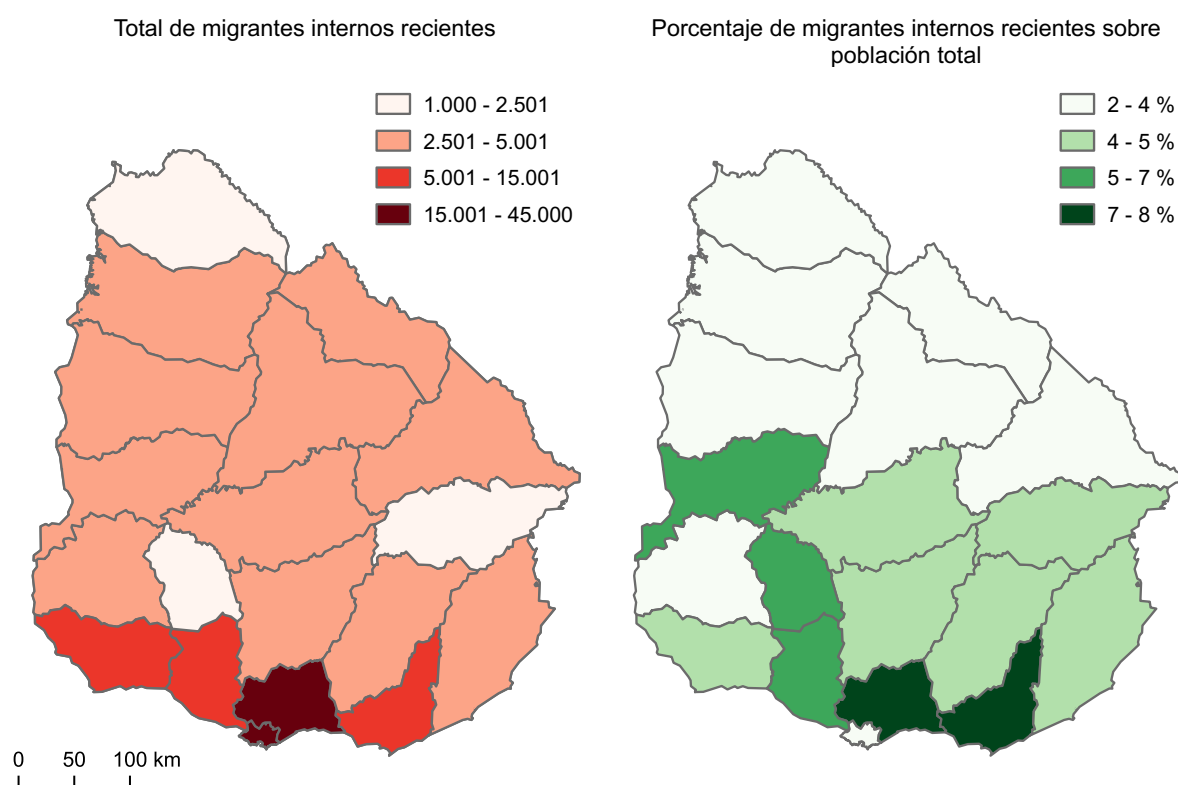 Total de migrantes internos recientes
1.000 - 2.501
2.501 - 5.001
5.001 - 15.001
15.001 - 45.000
Porcentaje de migrantes internos recientes sobre
población total
2 - 4 %
4 - 5 %
5 - 7 %
7 - 8 %
0 50 100 km